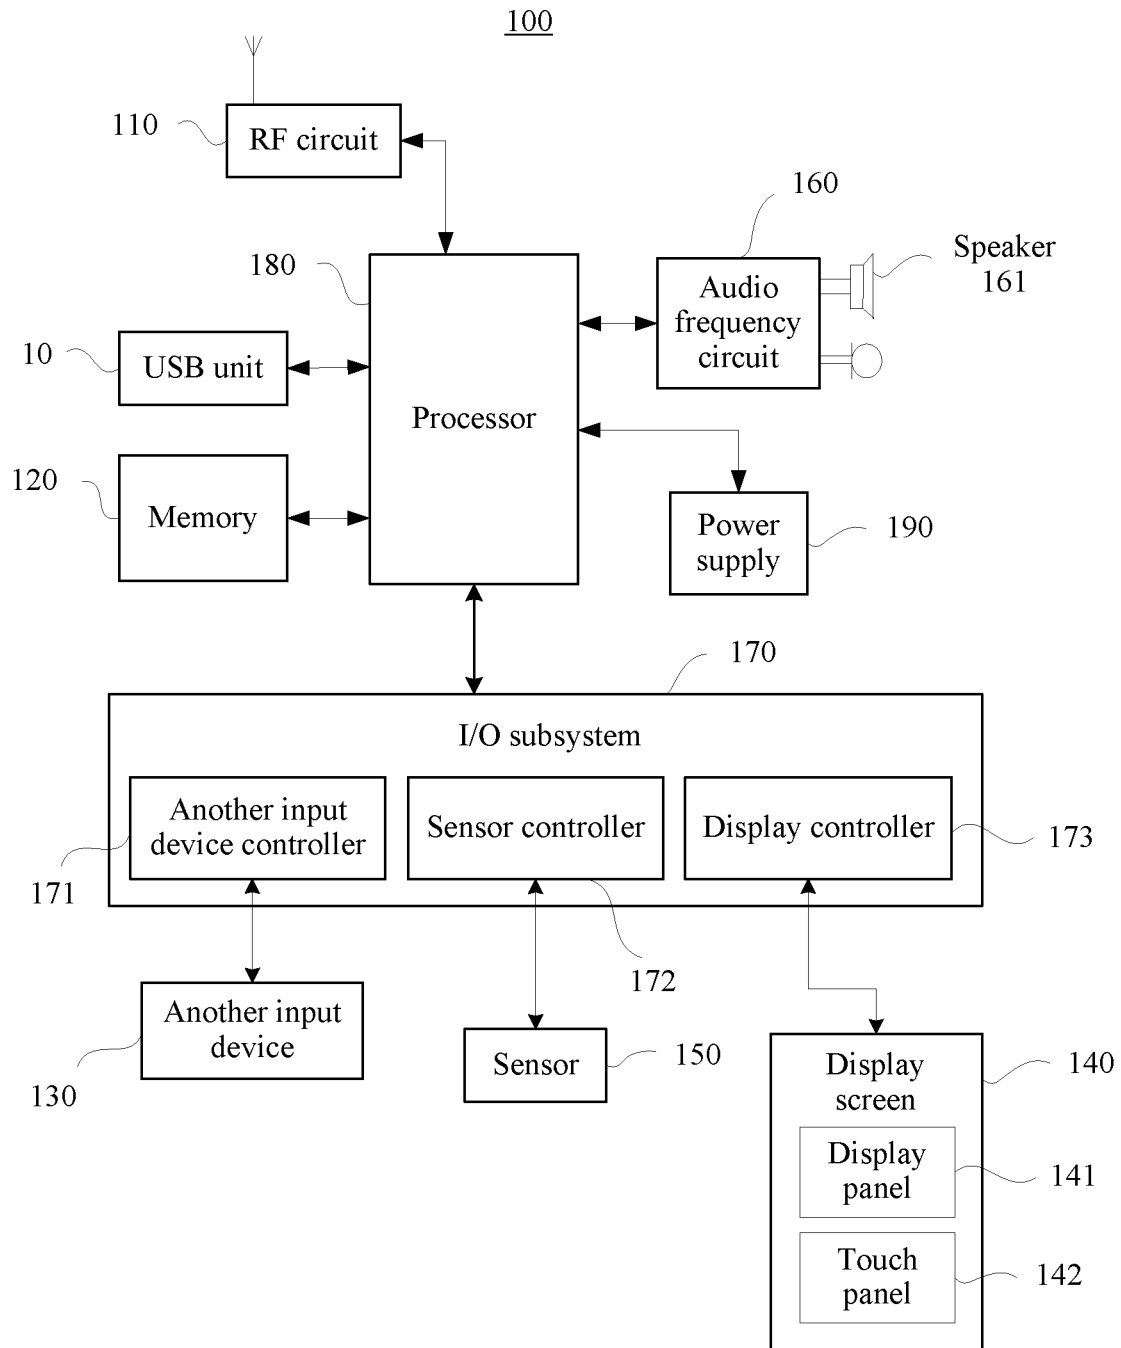 100
110
RF circuit
160
Speaker
161
180
Audio
frequency
circuit
10
USB unit
Processor
120
Memory
Power
supply
190
170
I/O subsystem
Another input
device controller
Sensor controller
Display controller
173
171
172
Another input
device
130
Sensor
150
Display
screen
140
Display
panel
141
Touch
panel
142